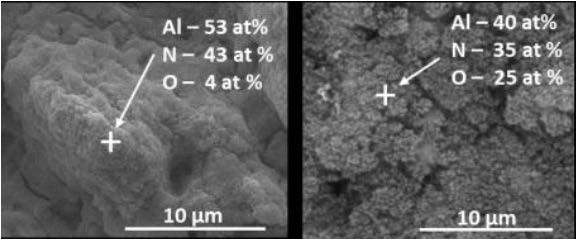 Al – 53 at%
N – 43 at %
O – 4 at %
10 µm
Al – 40 at%
N – 35 at %
O – 25 at %
10 µm